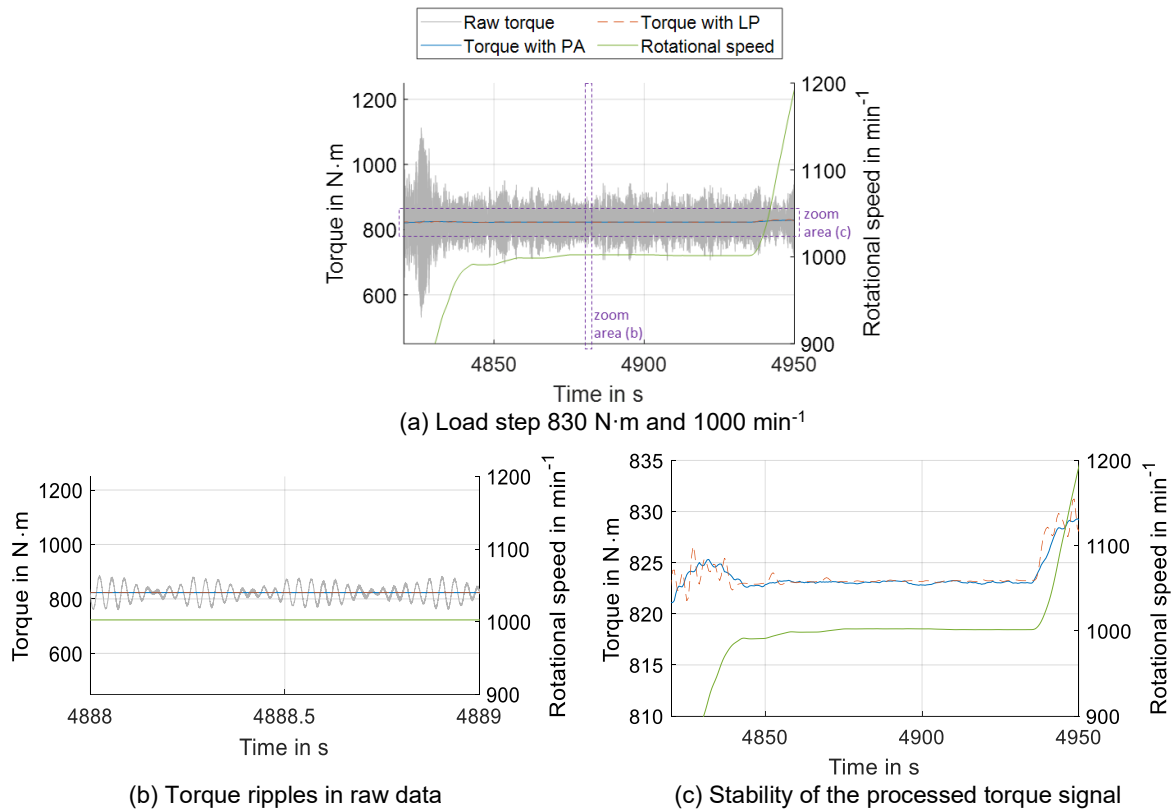 Raw torque
Torque with LP
Torque with PA
Rotational speed
1200
1000
800
600
Torque in N·m
1200
1100
1000
900
Rotational speed in min⁻¹
zoom
area (c)
zoom
area (b)
4850
4900
4950
Time in s
(a) Load step 830 N·m and 1000 min⁻¹
1200
1000
800
600
Torque in N·m
1200
1100
1000
900
Rotational speed in min⁻¹
4888
4888.5
4889
Time in s
(b) Torque ripples in raw data
835
830
825
820
815
810
Torque in N·m
1200
1100
1000
900
Rotational speed in min⁻¹
4850
4900
4950
Time in s
(c) Stability of the processed torque signal